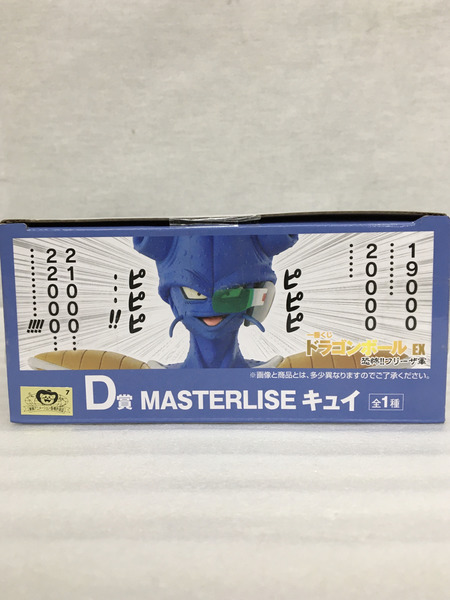 19000
……
20000
……
ピピピ
ピピピ
…
21000
……
22000
……!!!!
一番くじ
ドラゴンボール EX
恐怖!!フリーザ軍
※画像と商品とは、多少異なりますのでご了承ください。
7
D賞 MASTERLISE キュイ 全1種